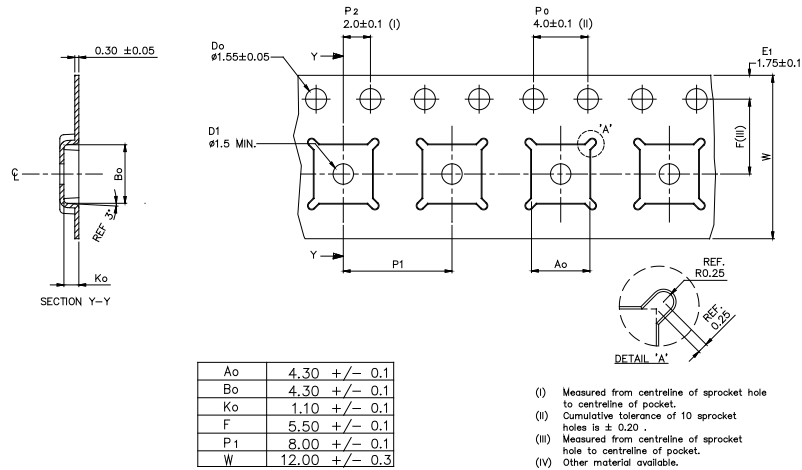 P2
2.0±0.1 (I)
Po
4.0±0.1 (II)
Do
ø1.55±0.05
Y
E1
1.75±0.1
0.30 ±0.05
D1
ø1.5 MIN.
'A'
F(III)
W
Bo
REF 3°
Ko
SECTION Y-Y
Y
P1
Ao
REF.
R0.25
REF.
0.25
DETAIL 'A'
Ao 4.30 +/- 0.1
Bo 4.30 +/- 0.1
Ko 1.10 +/- 0.1
F 5.50 +/- 0.1
P1 8.00 +/- 0.1
W 12.00 +/- 0.3
(I) Measured from centreline of sprocket hole
to centreline of pocket.
(II) Cumulative tolerance of 10 sprocket
holes is ± 0.20 .
(III) Measured from centreline of sprocket
hole to centreline of pocket.
(IV) Other material available.